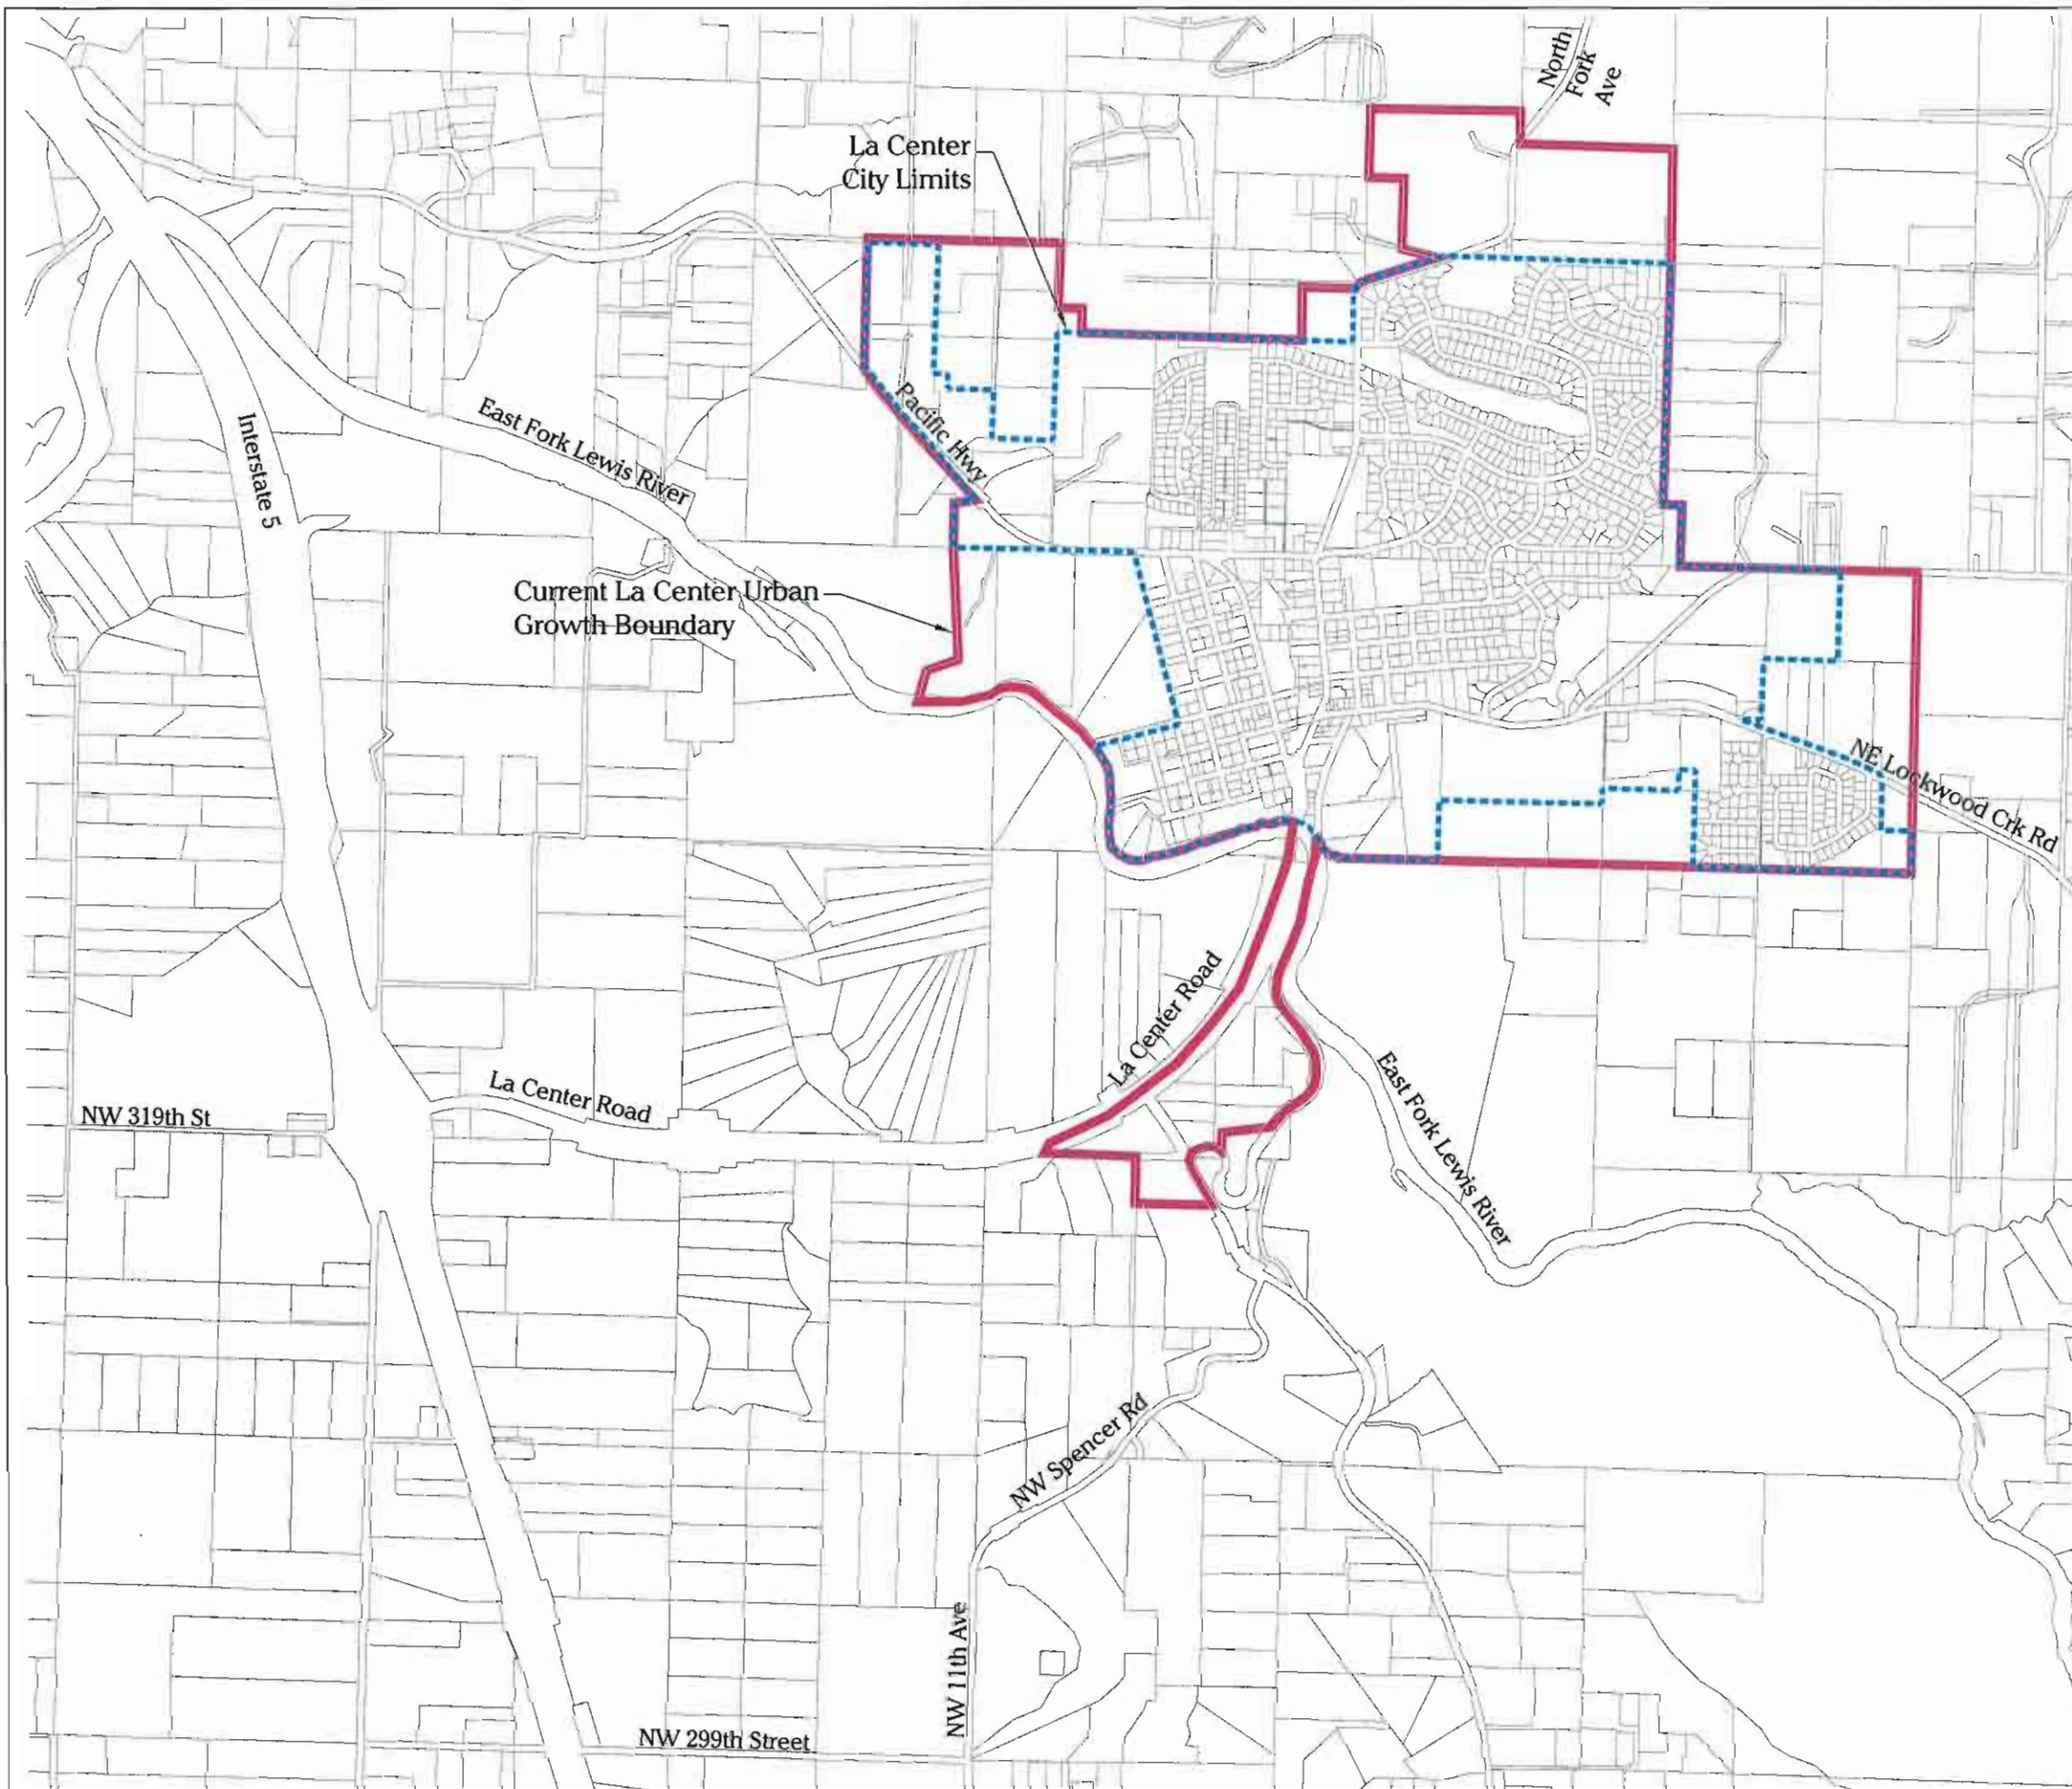 North
Fork
Ave
La Center
City Limits
Pacific Hwy
East Fork Lewis River
Interstate 5
Current La Center Urban
Growth Boundary
NE Lockwood Crk Rd
La Center Road
East Fork Lewis River
La Center Road
NW 319th St
NW Spencer Rd
NW 11th Ave
NW 299th Street